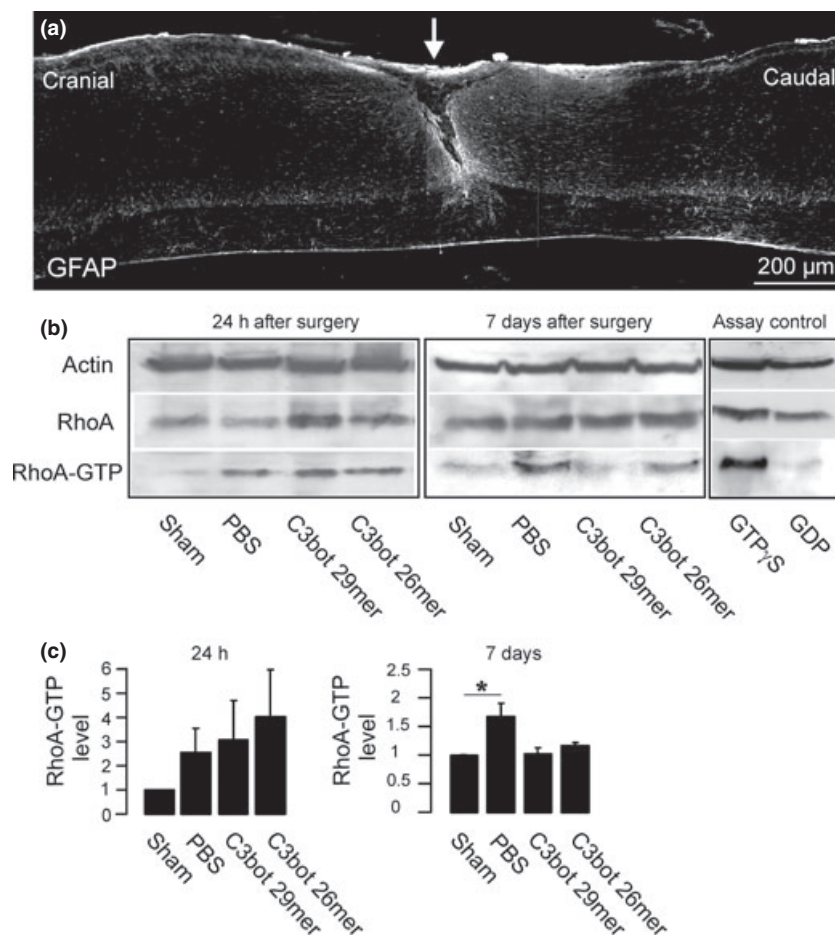 (a)
Cranial
Caudal
GFAP
200 µm
(b)
24 h after surgery
7 days after surgery
Assay control
Actin
RhoA
RhoA-GTP
Sham
PBS
C3bot 29mer
C3bot 26mer
Sham
PBS
C3bot 29mer
C3bot 26mer
GTPγS
GDP
(c)
24 h
RhoA-GTP
level
6
5
4
3
2
1
0
Sham
PBS
C3bot 29mer
C3bot 26mer
7 days
RhoA-GTP
level
2.5
2
1.5
1
0.5
0
*
Sham
PBS
C3bot 29mer
C3bot 26mer